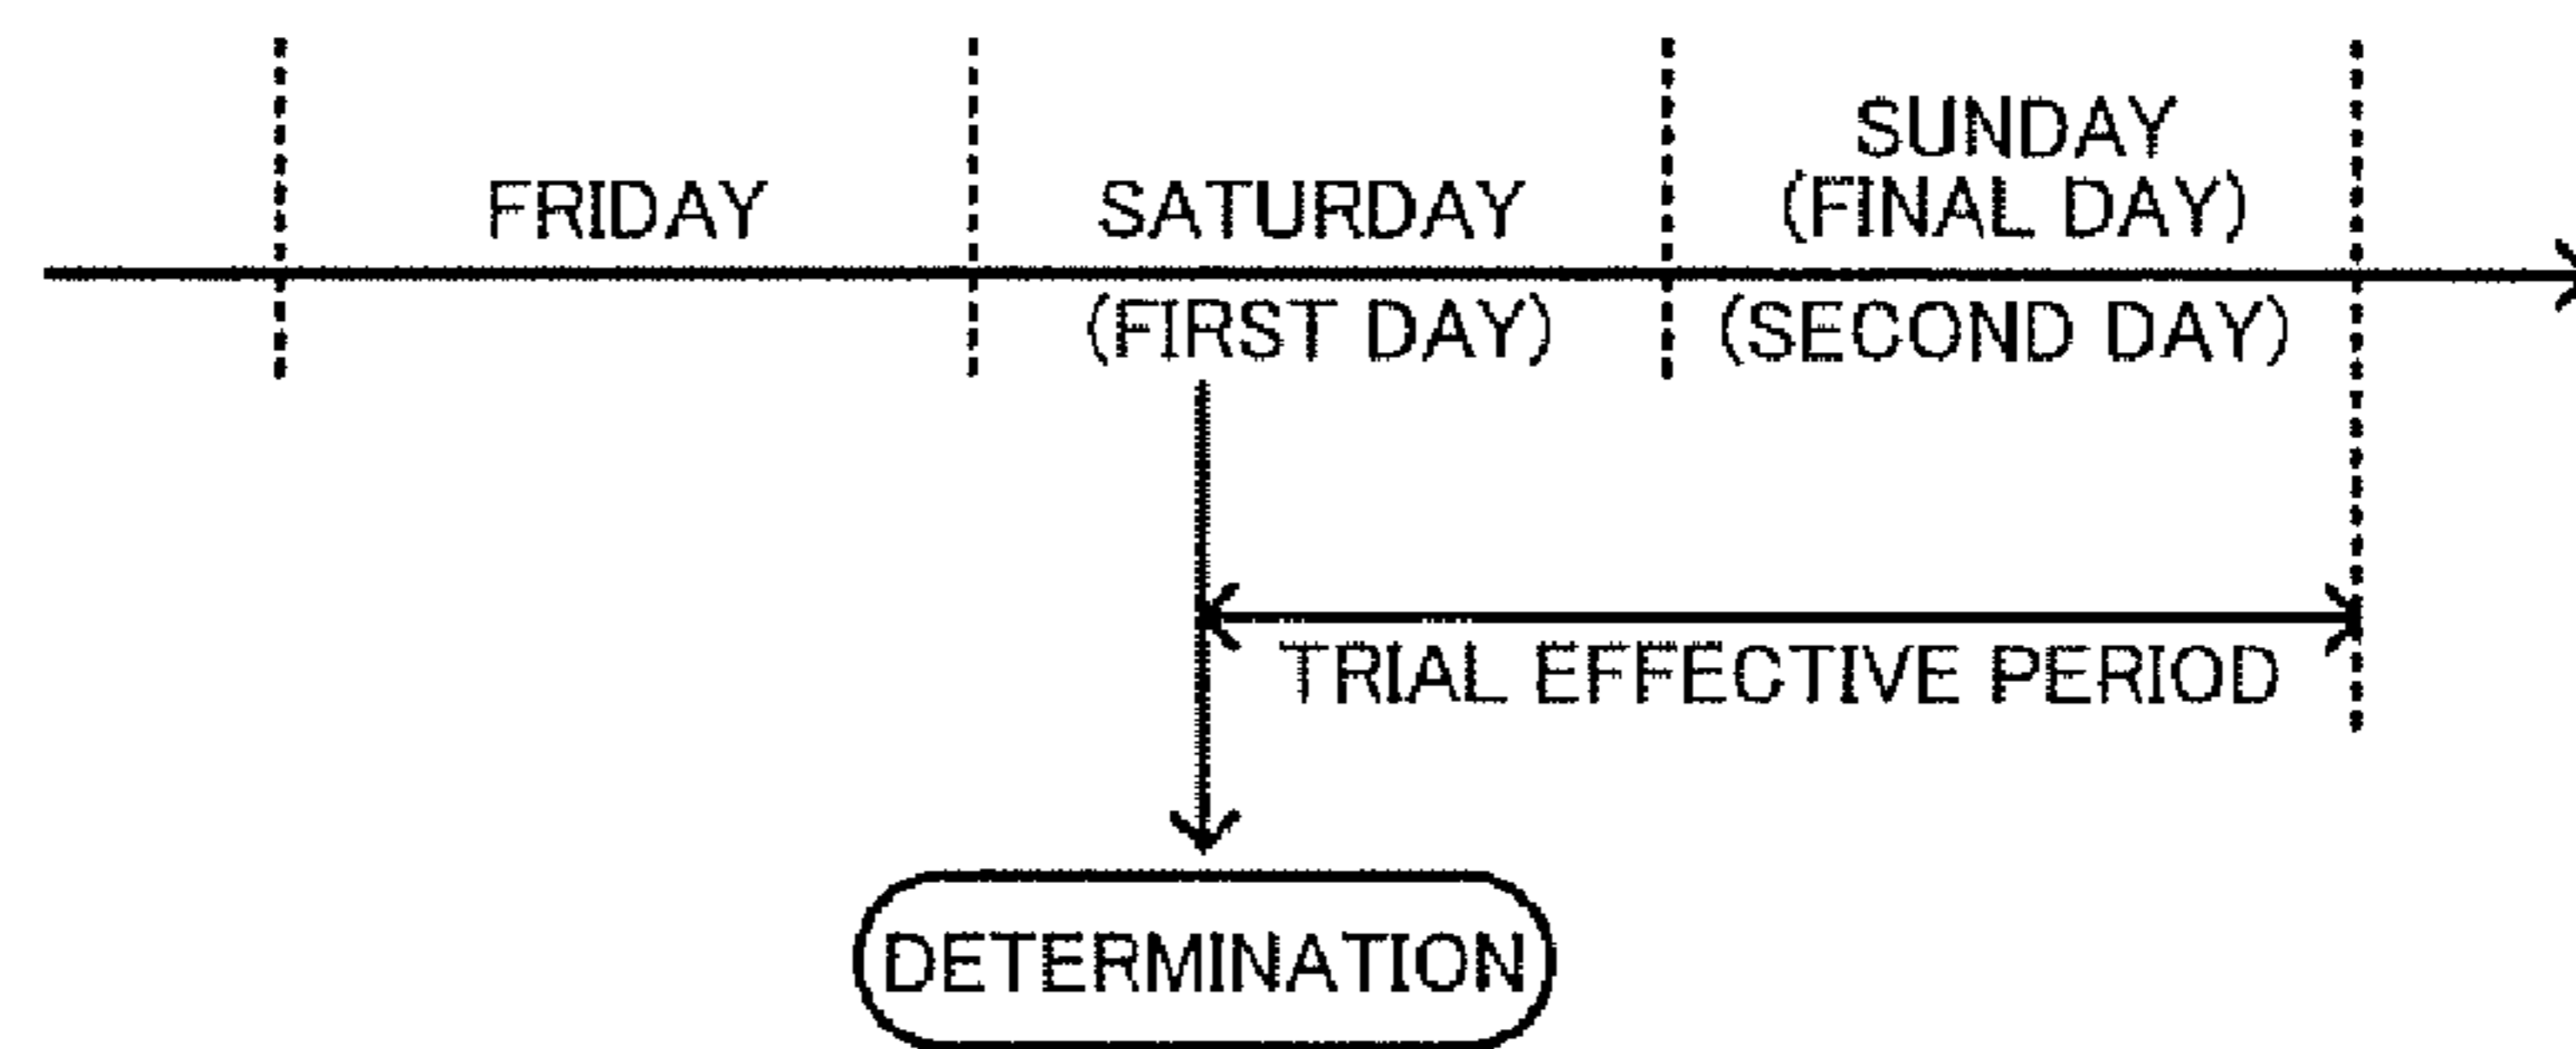 FRIDAY
SATURDAY
(FIRST DAY)
SUNDAY
(FINAL DAY)
(SECOND DAY)
TRIAL EFFECTIVE PERIOD
DETERMINATION